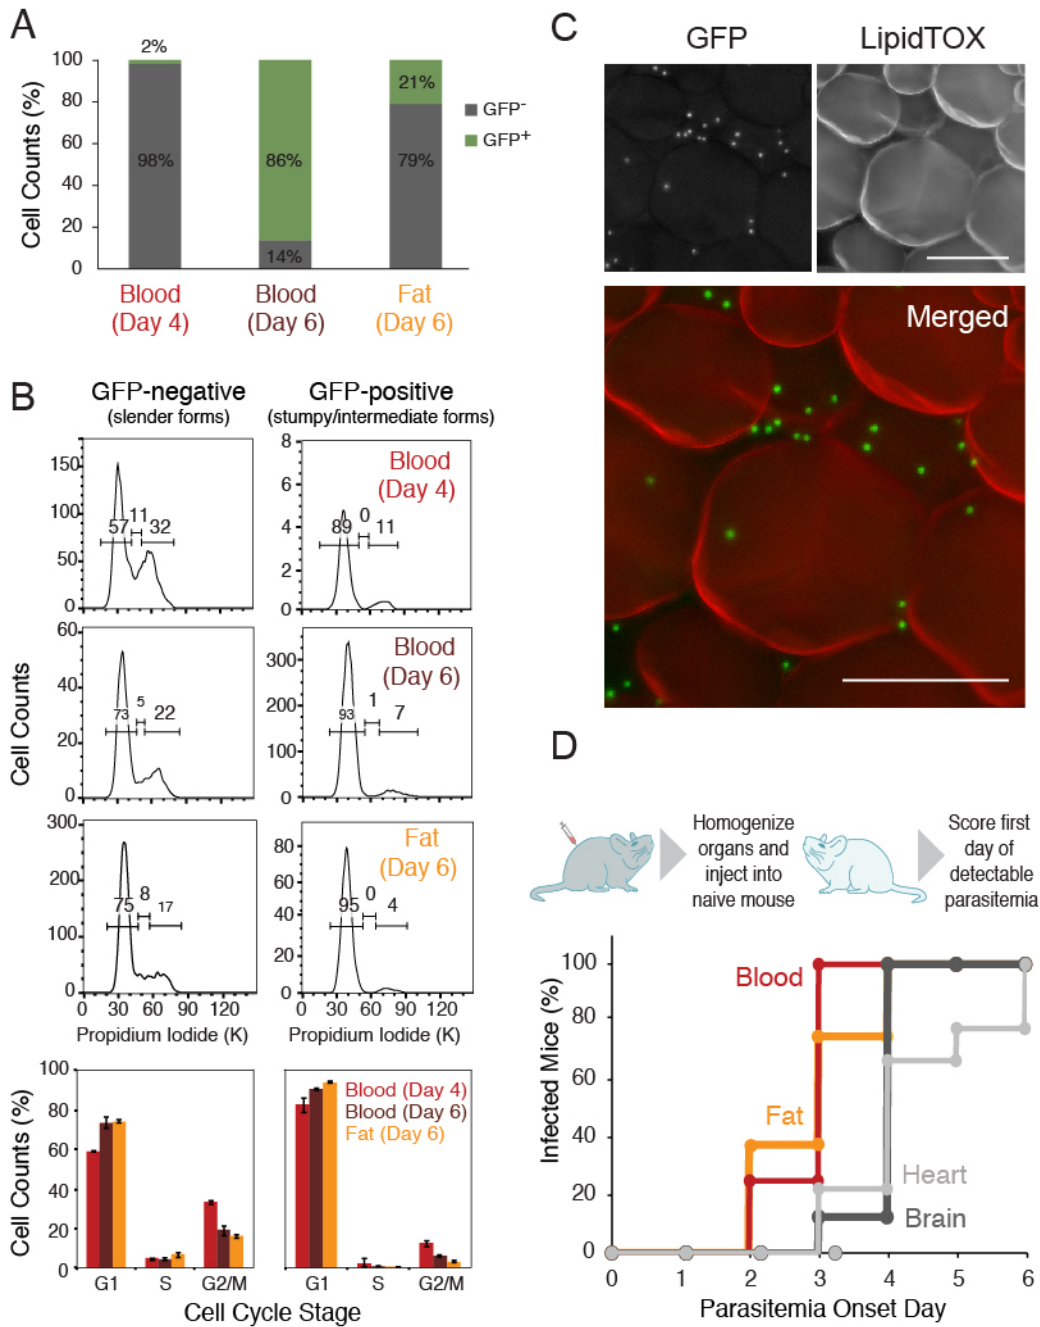 A
Cell Counts (%)
100
80
60
40
20
0
2%
98%
86%
14%
21%
79%
GFP-
GFP+
Blood
(Day 4)
Blood
(Day 6)
Fat
(Day 6)
B
GFP-negative
(slender forms)
GFP-positive
(stumpy/intermediate forms)
Cell Counts
150
100
50
0
57
11
32
8
6
4
2
0
89
0
11
Blood
(Day 4)
60
40
20
0
73
5
22
300
200
100
0
93
1
7
Blood
(Day 6)
300
200
100
0
75
8
17
80
60
40
20
0
95
0
4
Fat
(Day 6)
0 30 60 90 120
0 30 60 90 120
Propidium Iodide (K)
Propidium Iodide (K)
Cell Counts (%)
100
80
60
40
20
0
Blood (Day 4)
Blood (Day 6)
Fat (Day 6)
G1 S G2/M
G1 S G2/M
Cell Cycle Stage
C
GFP
LipidTOX
Merged
D
Homogenize
organs and
inject into
naive mouse
Score first
day of
detectable
parasitemia
Infected Mice (%)
100
80
60
40
20
0
Blood
Fat
Heart
Brain
0 1 2 3 4 5 6
Parasitemia Onset Day